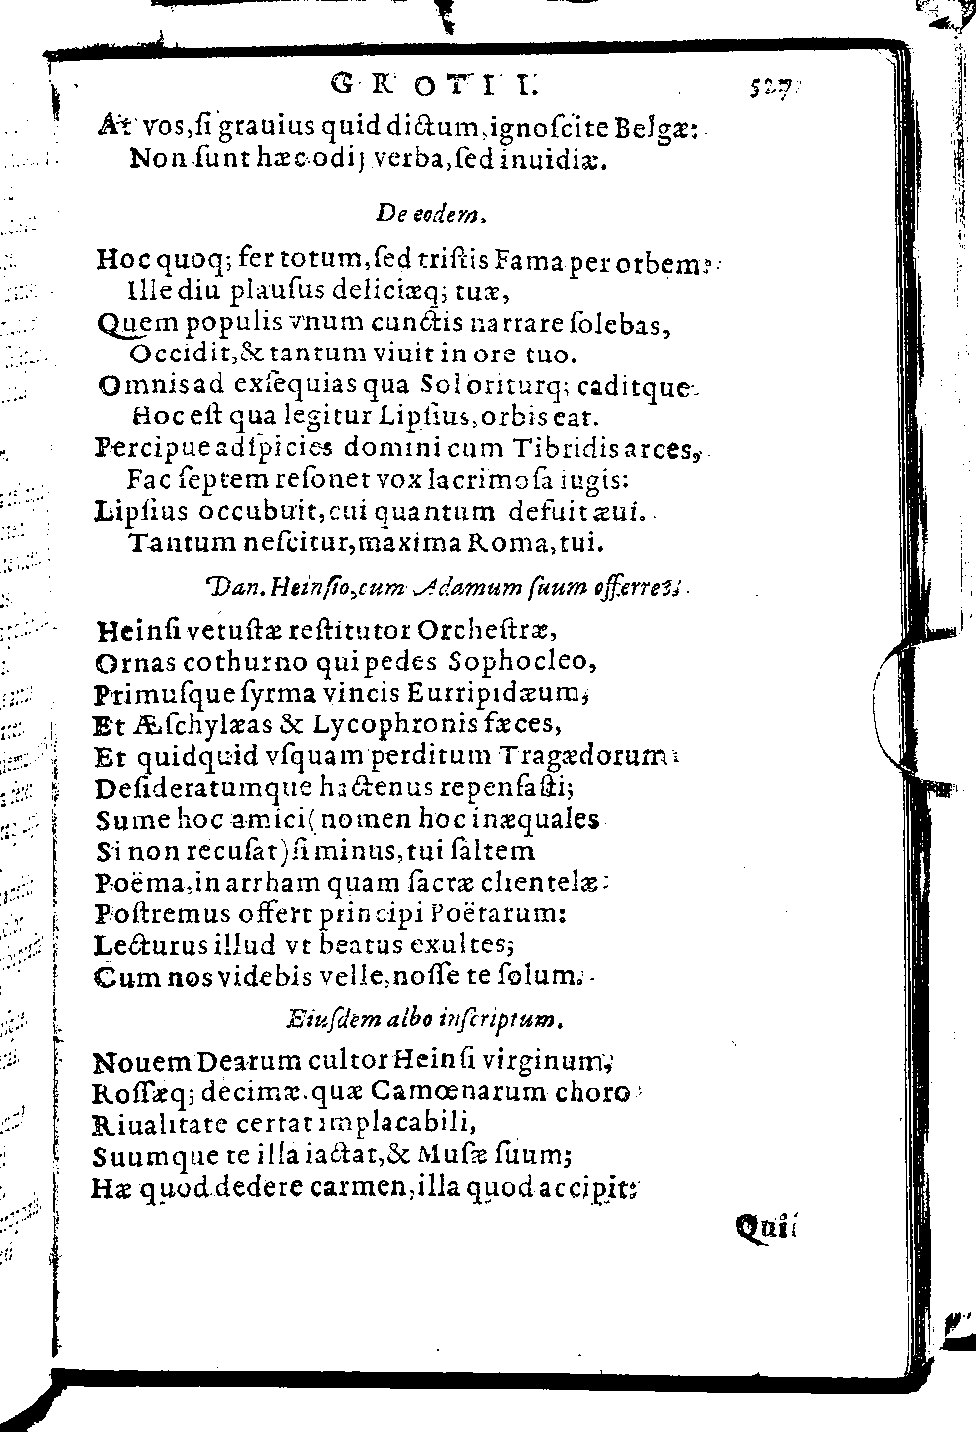 GROTII. 527
At vos,ſi grauius quid dictum,ignoſcite Belgæ:
Non ſunt hæc odij verba,ſed inuidiæ.
De eodem.
Hoc quoq; fer totum,ſed triſtis Fama per orbem:
Ille diu plauſus deliciæq; tuæ,
Quem populis vnum cunctis narrare ſolebas,
Occidit,& tantum viuit in ore tuo.
Omnis ad exſequias qua Sol oriturq; caditque
Hoc eſt qua legitur Lipſius,orbis eat.
Percipue adſpicies domini cum Tibridis arces,
Fac ſeptem reſonet vox lacrimoſa iugis:
Lipſius occubuit,cui quantum defuit æui.
Tantum neſcitur,maxima Roma,tui.
Dan. Heinſio,cum Adamum ſuum offerret.
Heinſi vetuſtæ reſtitutor Orcheſtræ,
Ornas cothurno qui pedes Sophocleo,
Primuſque ſyrma vincis Eurripidæum,
Et Æſchylæas & Lycophronis fæces,
Et quidquid vſquam perditum Tragædorum
Deſideratumque hactenus repenſaſti;
Sume hoc amici( nomen hoc inæquales
Si non recuſat)ſi minus,tui ſaltem
Poëma,in arrham quam ſacræ clientelæ:
Poſtremus offert principi Poëtarum:
Lecturus illud vt beatus exultes;
Cum nos videbis velle,noſſe te ſolum.
Eiuſdem albo inſcriptum.
Nouem Dearum cultor Heinſi virginum,
Roſſæq; decimæ.quæ Camœnarum choro
Riualitate certat implacabili,
Suumque te illa iactat,& Muſæ ſuum;
Hæ quod dedere carmen,illa quod accipit:
Qui